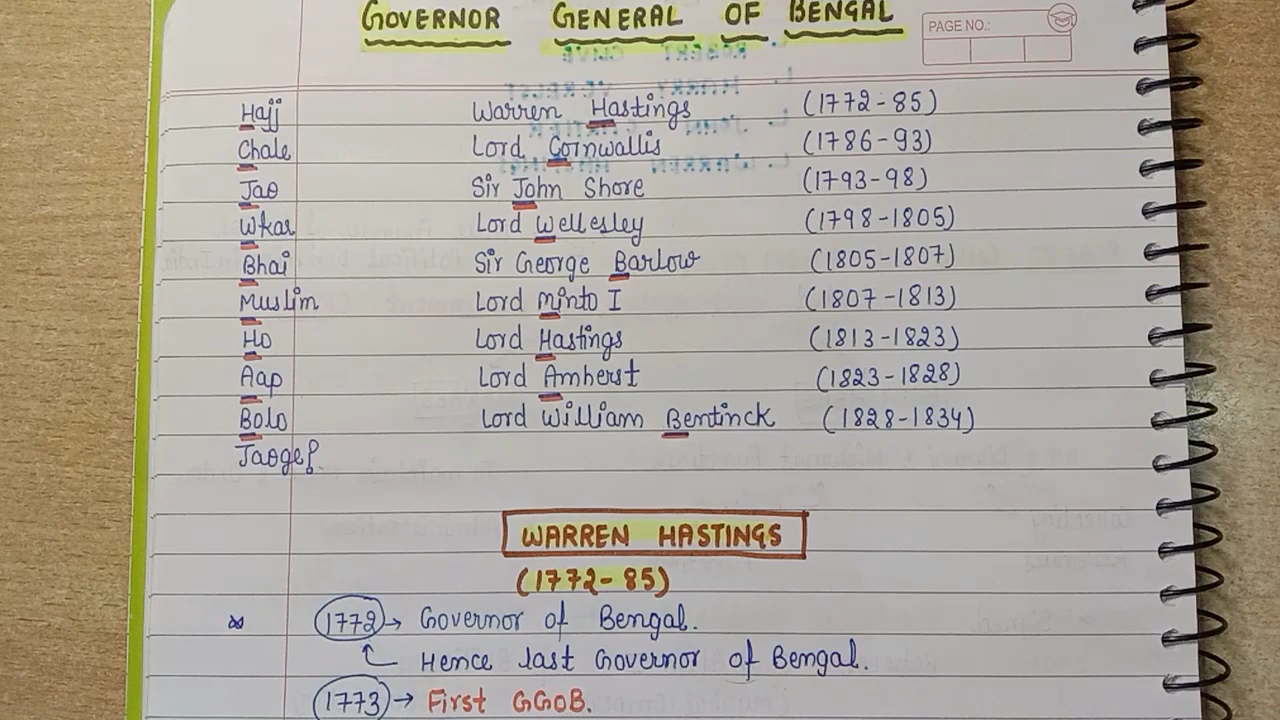 GOVERNOR GENERAL OF BENGAL
PAGE NO.:
Hajj Warren Hastings (1772-85)
Chale Lord Cornwallis (1786-93)
Jao Sir John Shore (1793-98)
Wkar Lord Wellesley (1798-1805)
Bhai Sir George Barlow (1805-1807)
Muslim Lord Minto I (1807-1813)
Ho Lord Hastings (1813-1823)
Aap Lord Amherst (1823-1828)
Bolo Lord William Bentinck (1828-1834)
Jaoge?
WARREN HASTINGS
(1772-85)
1772 → Governor of Bengal.
Hence last Governor of Bengal.
1773 → First GGOB.